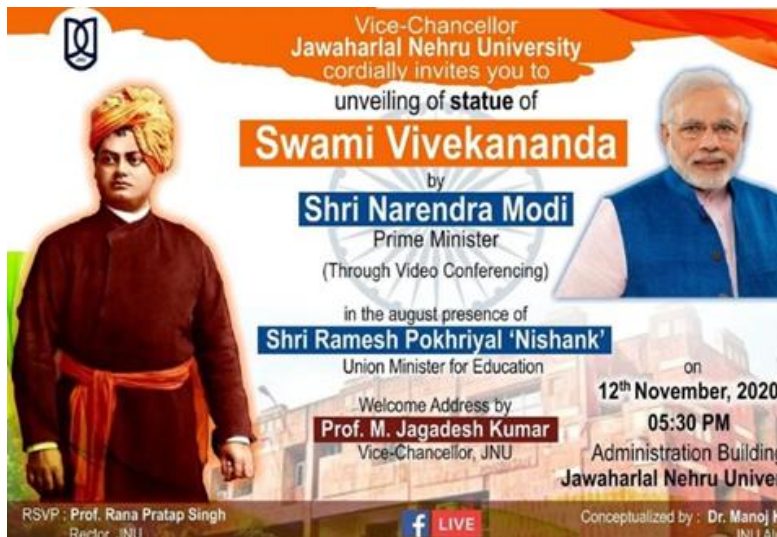 Vice-Chancellor
Jawaharlal Nehru University
cordially invites you to
unveiling of statue of
Swami Vivekananda
by
Shri Narendra Modi
Prime Minister
(Through Video Conferencing)
in the august presence of
Shri Ramesh Pokhriyal ‘Nishank’
Union Minister for Education
Welcome Address by
Prof. M. Jagadesh Kumar
Vice-Chancellor, JNU
on
12th November, 2020
05:30 PM
Administration Building
Jawaharlal Nehru Univer
RSVP : Prof. Rana Pratap Singh
Rector, JNU
f LIVE
Conceptualized by : Dr. Manoj K